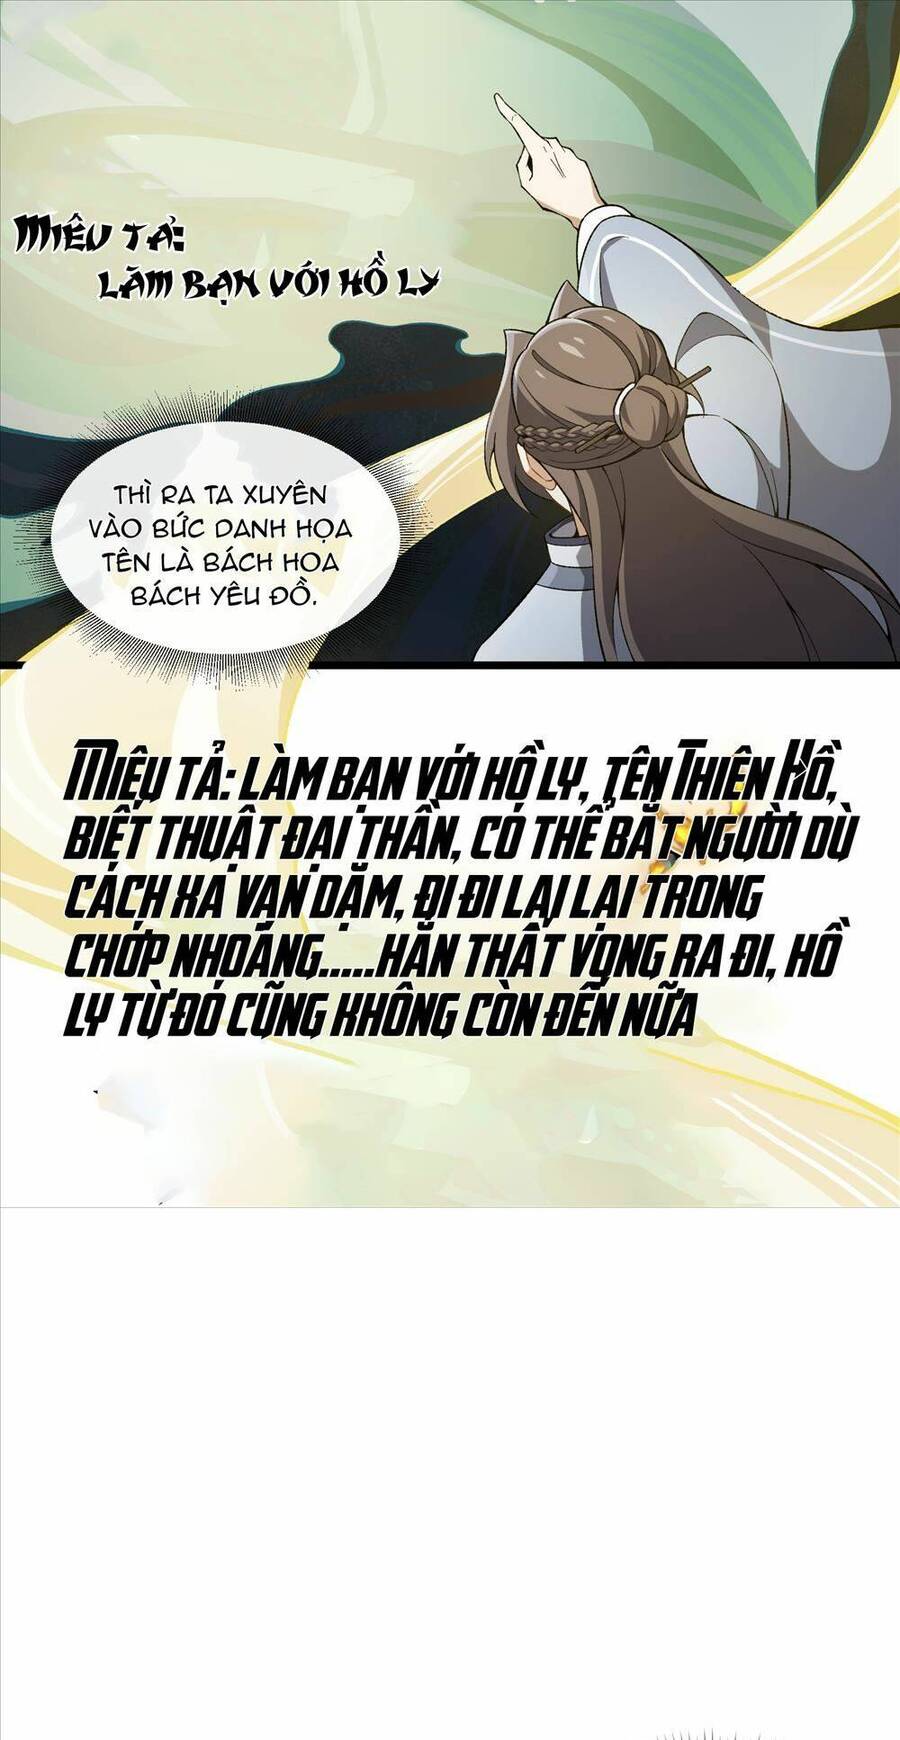 MIÊU TẢ:
LÀM BẠN VỚI HỒ LY
THÌ RA TA XUYÊN
VÀO BỨC DANH HỌA
TÊN LÀ BÁCH HOA
BÁCH YÊU ĐỒ.
MIÊU TẢ: LÀM BẠN VỚI HỒ LY, TÊN THIÊN HỒ,
BIẾT THUẬT ĐẠI THẦN, CÓ THỂ BẮT NGƯỜI DÙ
CÁCH XA VẠN DẶM, ĐI ĐI LẠI LẠI TRONG
CHỚP NHOÁNG.....HẮN THẤT VỌNG RA ĐI, HỒ
LY TỪ ĐÓ CŨNG KHÔNG CÒN ĐẾN NỮA